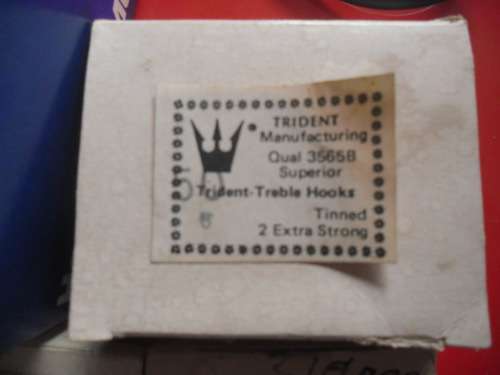 TRIDENT
Manufacturing
Qual 3565B
Superior
Trident-Treble Hooks
Tinned
2 Extra Strong